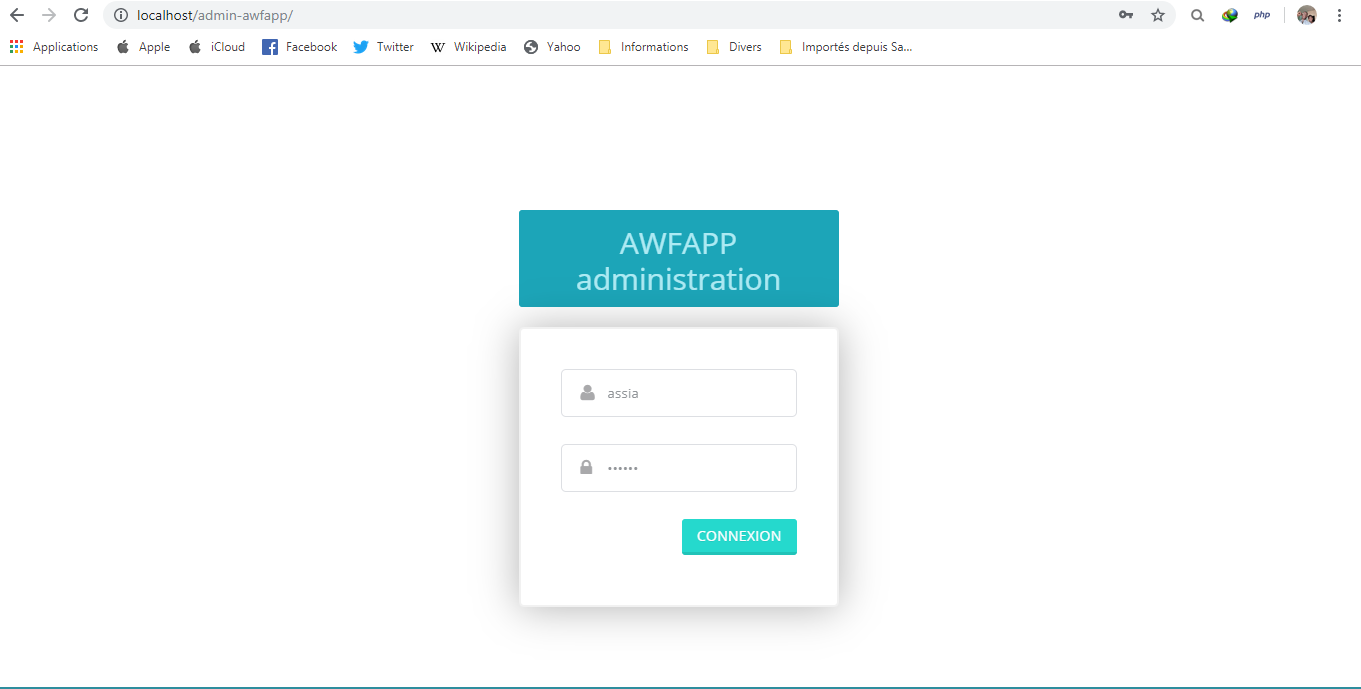 localhost/admin-awfapp/
php
Applications Apple iCloud Facebook Twitter W Wikipedia Yahoo Informations Divers Importés depuis Sa...
AWFAPP
administration
assia
••••••
CONNEXION